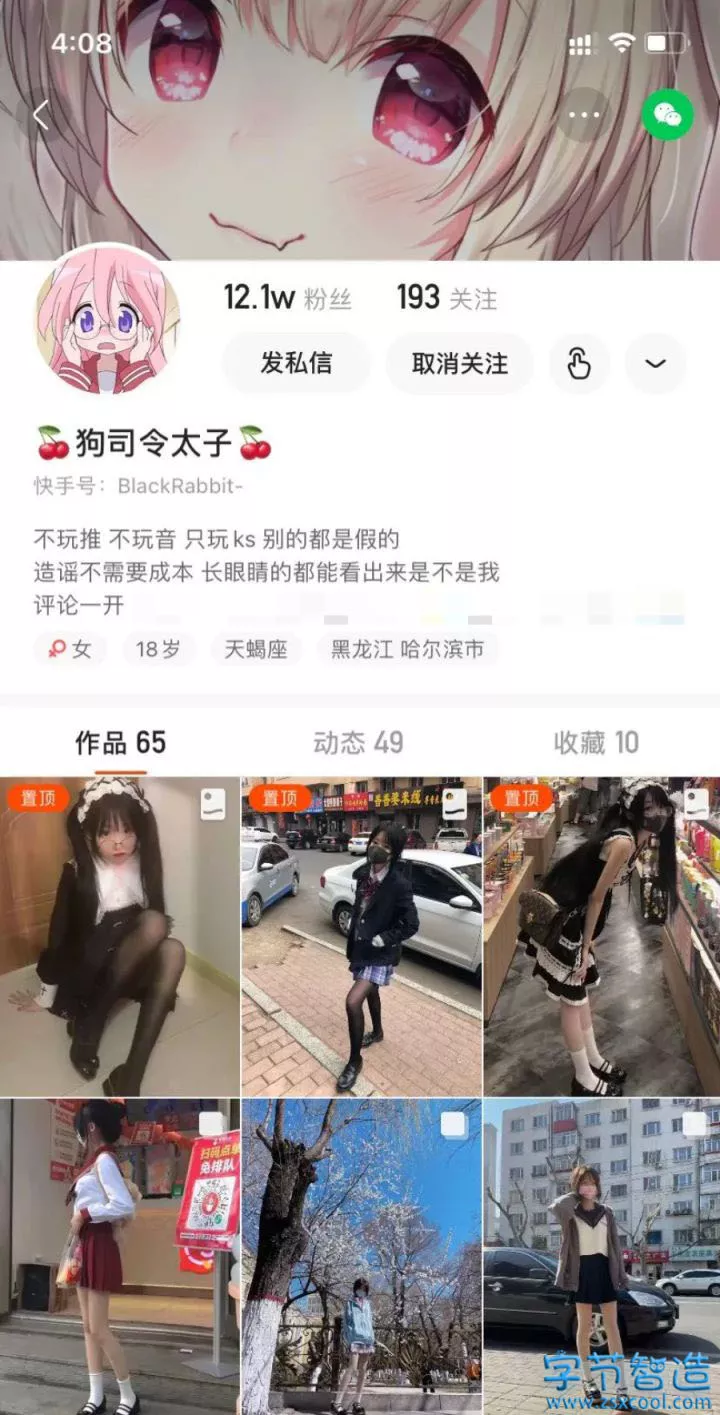 4:08
12.1w 粉丝 193 关注
发私信 取消关注
🍒狗司令太子🍒
快手号：BlackRabbit-
不玩推 不玩音 只玩ks 别的都是假的
造谣不需要成本 长眼睛的都能看出来是不是我
评论一开
女 18岁 天蝎座 黑龙江 哈尔滨市
作品 65 动态 49 收藏 10
置顶 置顶 置顶
扫码点单
免排队
字节智造
www.zsxcool.com